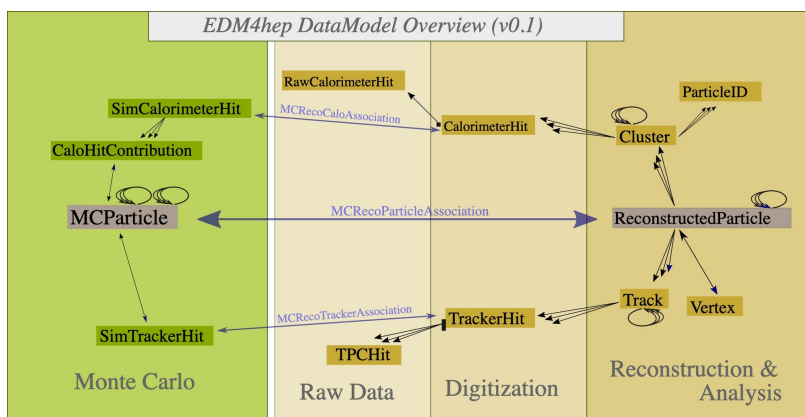 EDM4hep DataModel Overview (v0.1)
RawCalorimeterHit
ParticleID
SimCalorimeterHit
MCRecoCaloAssociation
CalorimeterHit
Cluster
CaloHitContribution
MCParticle
MCRecoParticleAssociation
ReconstructedParticle
Track
Vertex
MCRecoTrackerAssociation
TrackerHit
SimTrackerHit
TPCHit
Monte Carlo
Raw Data
Digitization
Reconstruction &
Analysis